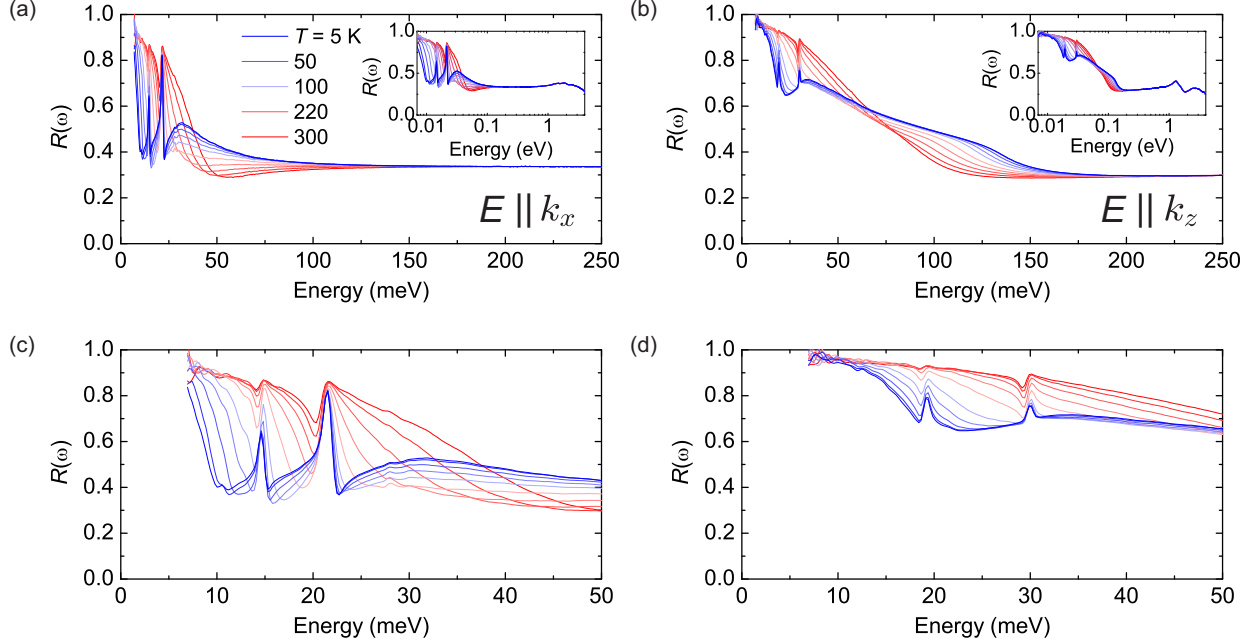 (a)
1.0
0.8
0.6
0.4
0.2
0.0
R(ω)
T = 5 K
50
100
220
300
1.0
0.5
0.0
R(ω)
0.01 0.1 1
Energy (eV)
E || kx
0 50 100 150 200 250
Energy (meV)
(b)
1.0
0.8
0.6
0.4
0.2
0.0
R(ω)
1.0
0.5
0.0
R(ω)
0.01 0.1 1
Energy (eV)
E || kz
0 50 100 150 200 250
Energy (meV)
(c)
1.0
0.8
0.6
0.4
0.2
0.0
R(ω)
0 10 20 30 40 50
Energy (meV)
(d)
1.0
0.8
0.6
0.4
0.2
0.0
R(ω)
0 10 20 30 40 50
Energy (meV)